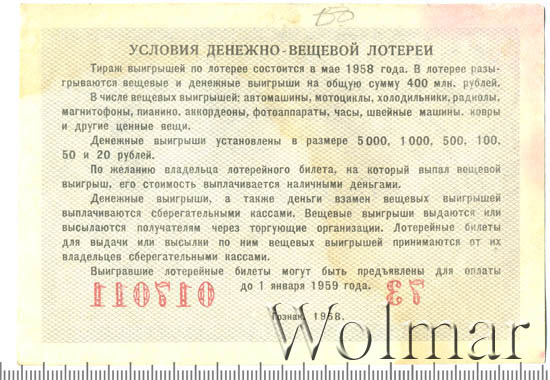 50
УСЛОВИЯ ДЕНЕЖНО-ВЕЩЕВОЙ ЛОТЕРЕИ
Тираж выигрышей по лотерее состоится в мае 1958 года. В лотерее разы-
грываются вещевые и денежные выигрыши на общую сумму 400 млн. рублей.
В числе вещевых выигрышей: автомашины, мотоциклы, холодильники, радиолы,
магнитофоны, пианино, аккордеоны, фотоаппараты, часы, швейные машины, ковры
и другие ценные вещи.
Денежные выигрыши установлены в размере 5000, 1000, 500, 100,
50 и 20 рублей.
По желанию владельца лотерейного билета, на который выпал вещевой
выигрыш, его стоимость выплачивается наличными деньгами.
Денежные выигрыши, а также деньги взамен вещевых выигрышей
выплачиваются сберегательными кассами. Вещевые выигрыши выдаются или
высылаются получателям через торгующие организации. Лотерейные билеты
для выдачи или высылки по ним вещевых выигрышей принимаются от их
владельцев сберегательными кассами.
Выигравшие лотерейные билеты могут быть предъявлены для оплаты
до 1 января 1959 года.
017011 73
Гознак. 1958.
Wolmar